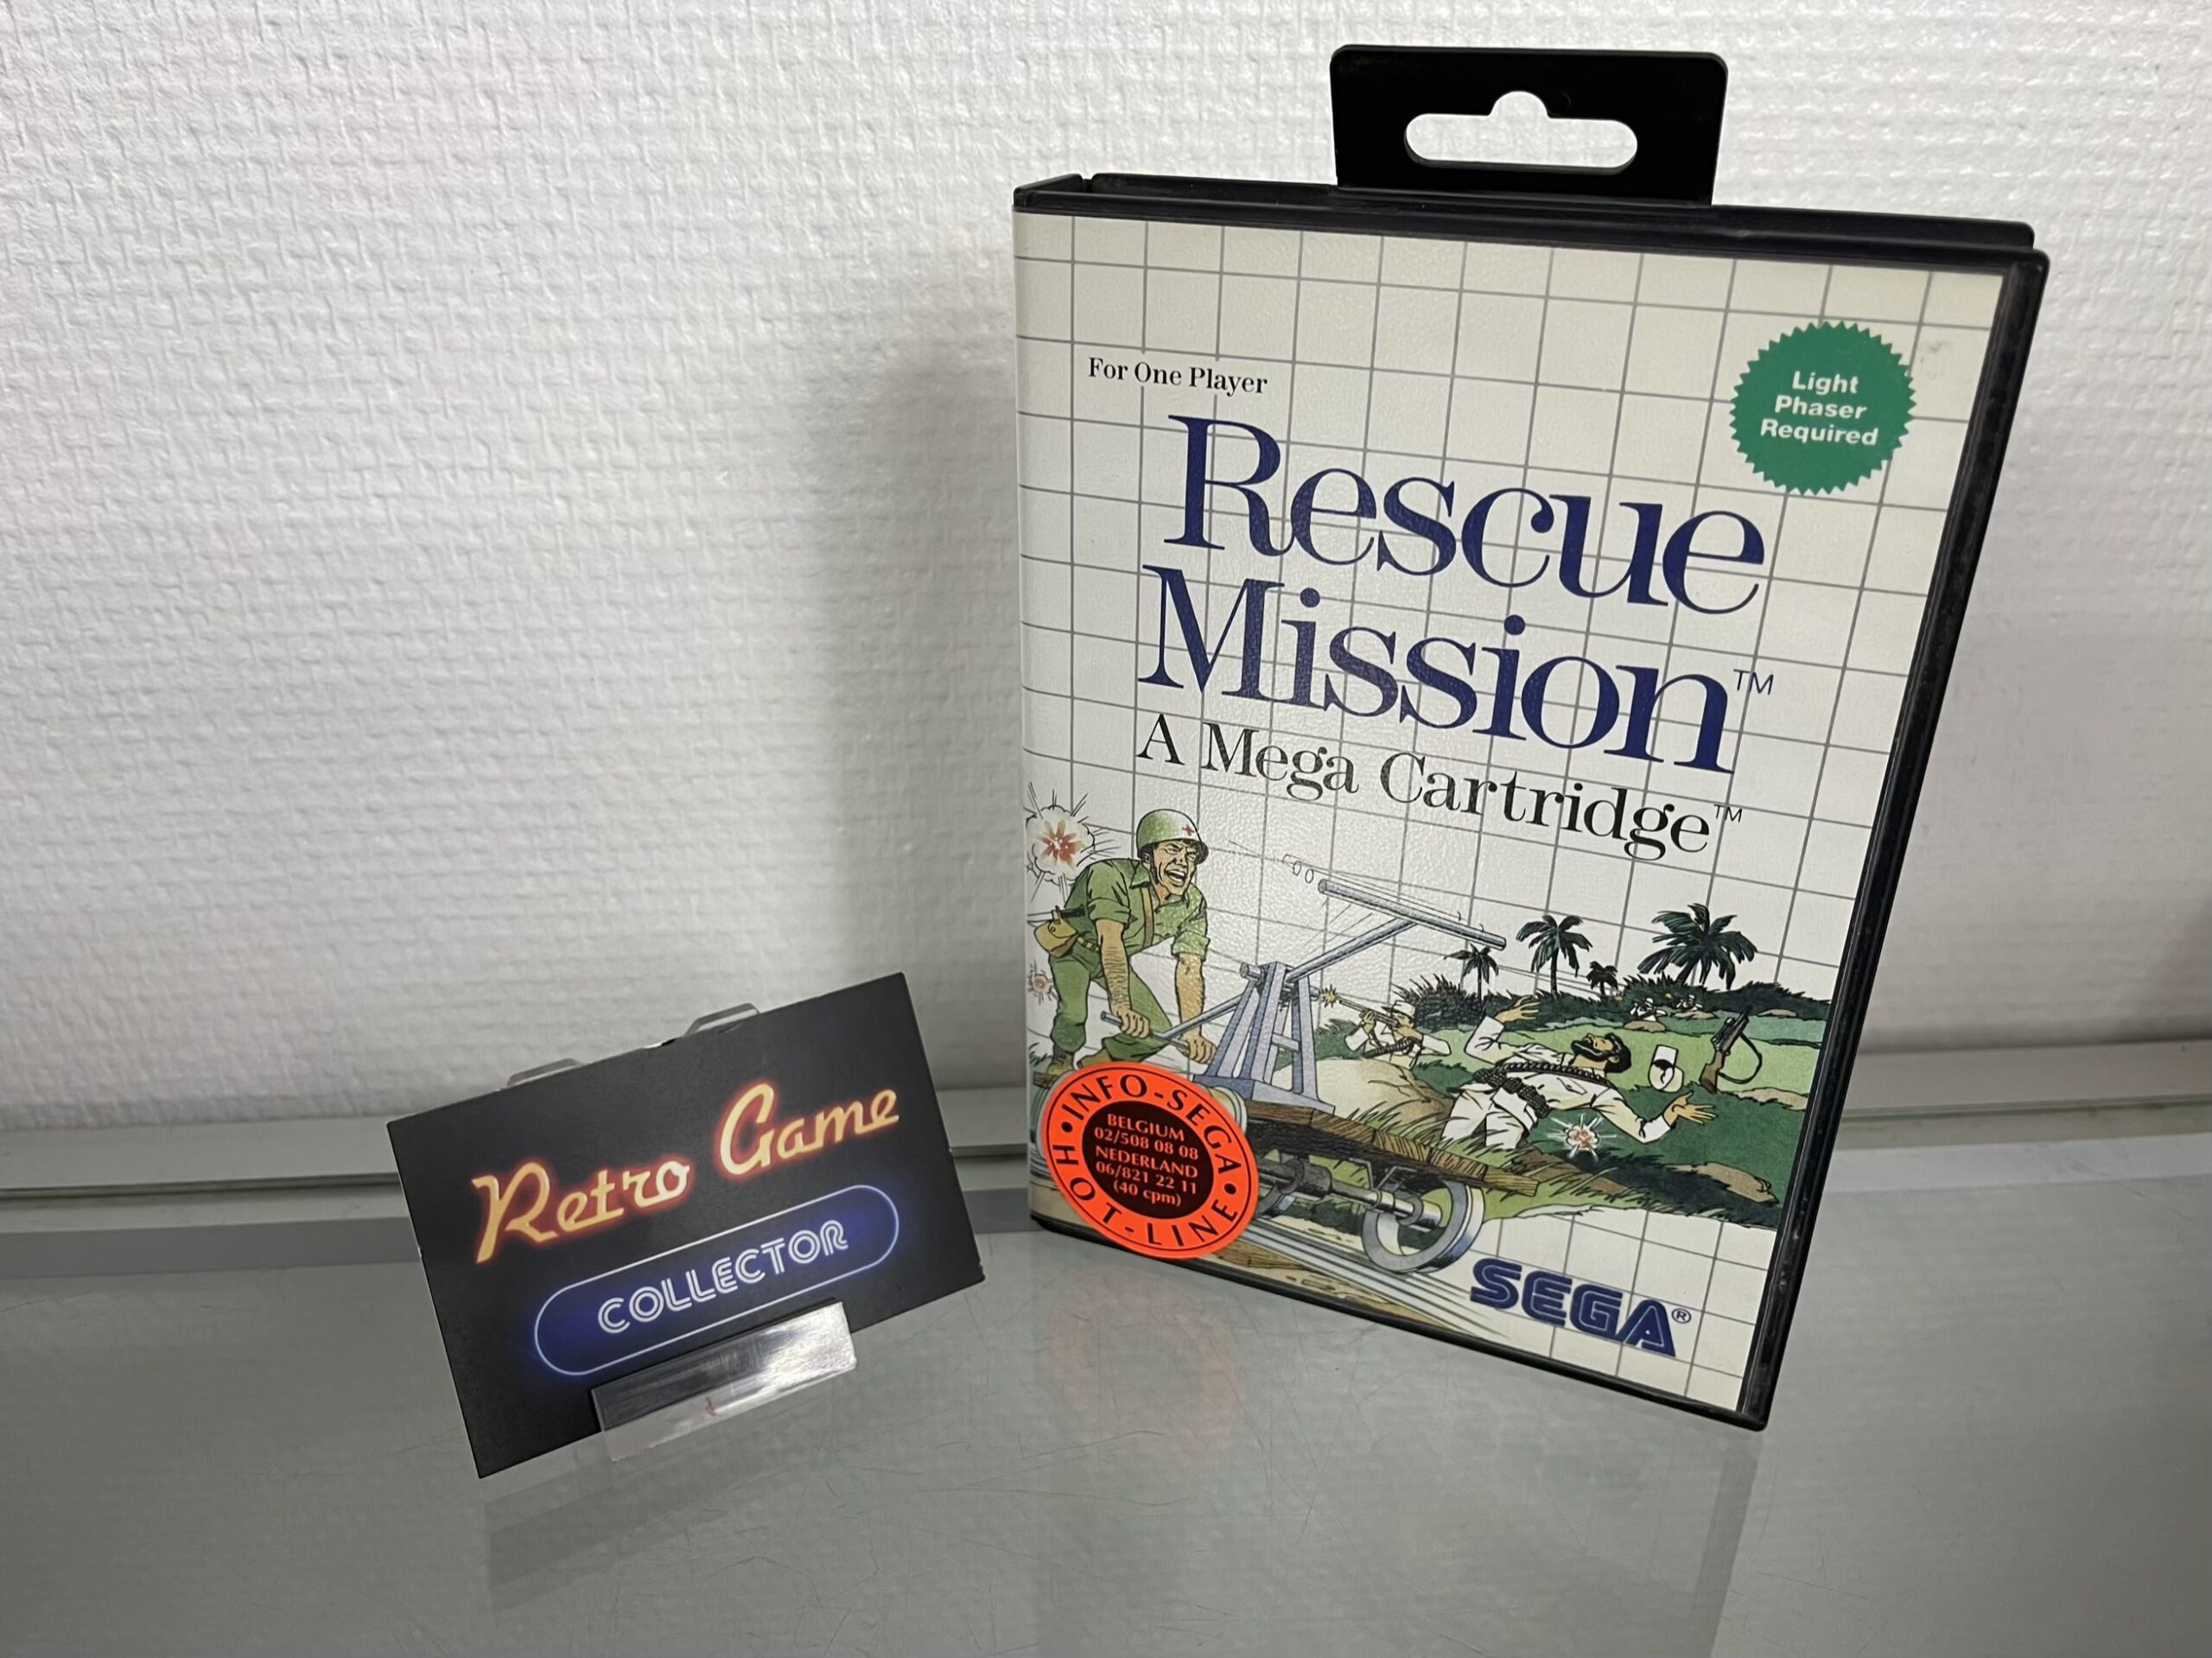 For One Player
Light
Phaser
Required
Rescue
Mission™
A Mega Cartridge™
• INFO-SEGA •
BELGIUM
02/508 08 08
NEDERLAND
06/821 22 11
(40 cpm)
HOT-LINE
SEGA®
Retro Game
COLLECTOR